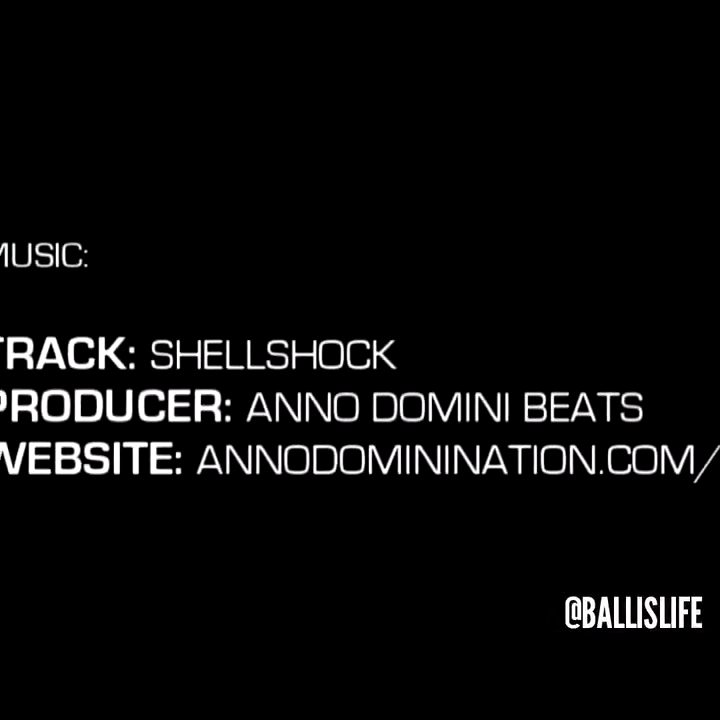 MUSIC:
TRACK: SHELLSHOCK
PRODUCER: ANNO DOMINI BEATS
WEBSITE: ANNODOMININATION.COM/
@BALLISLIFE